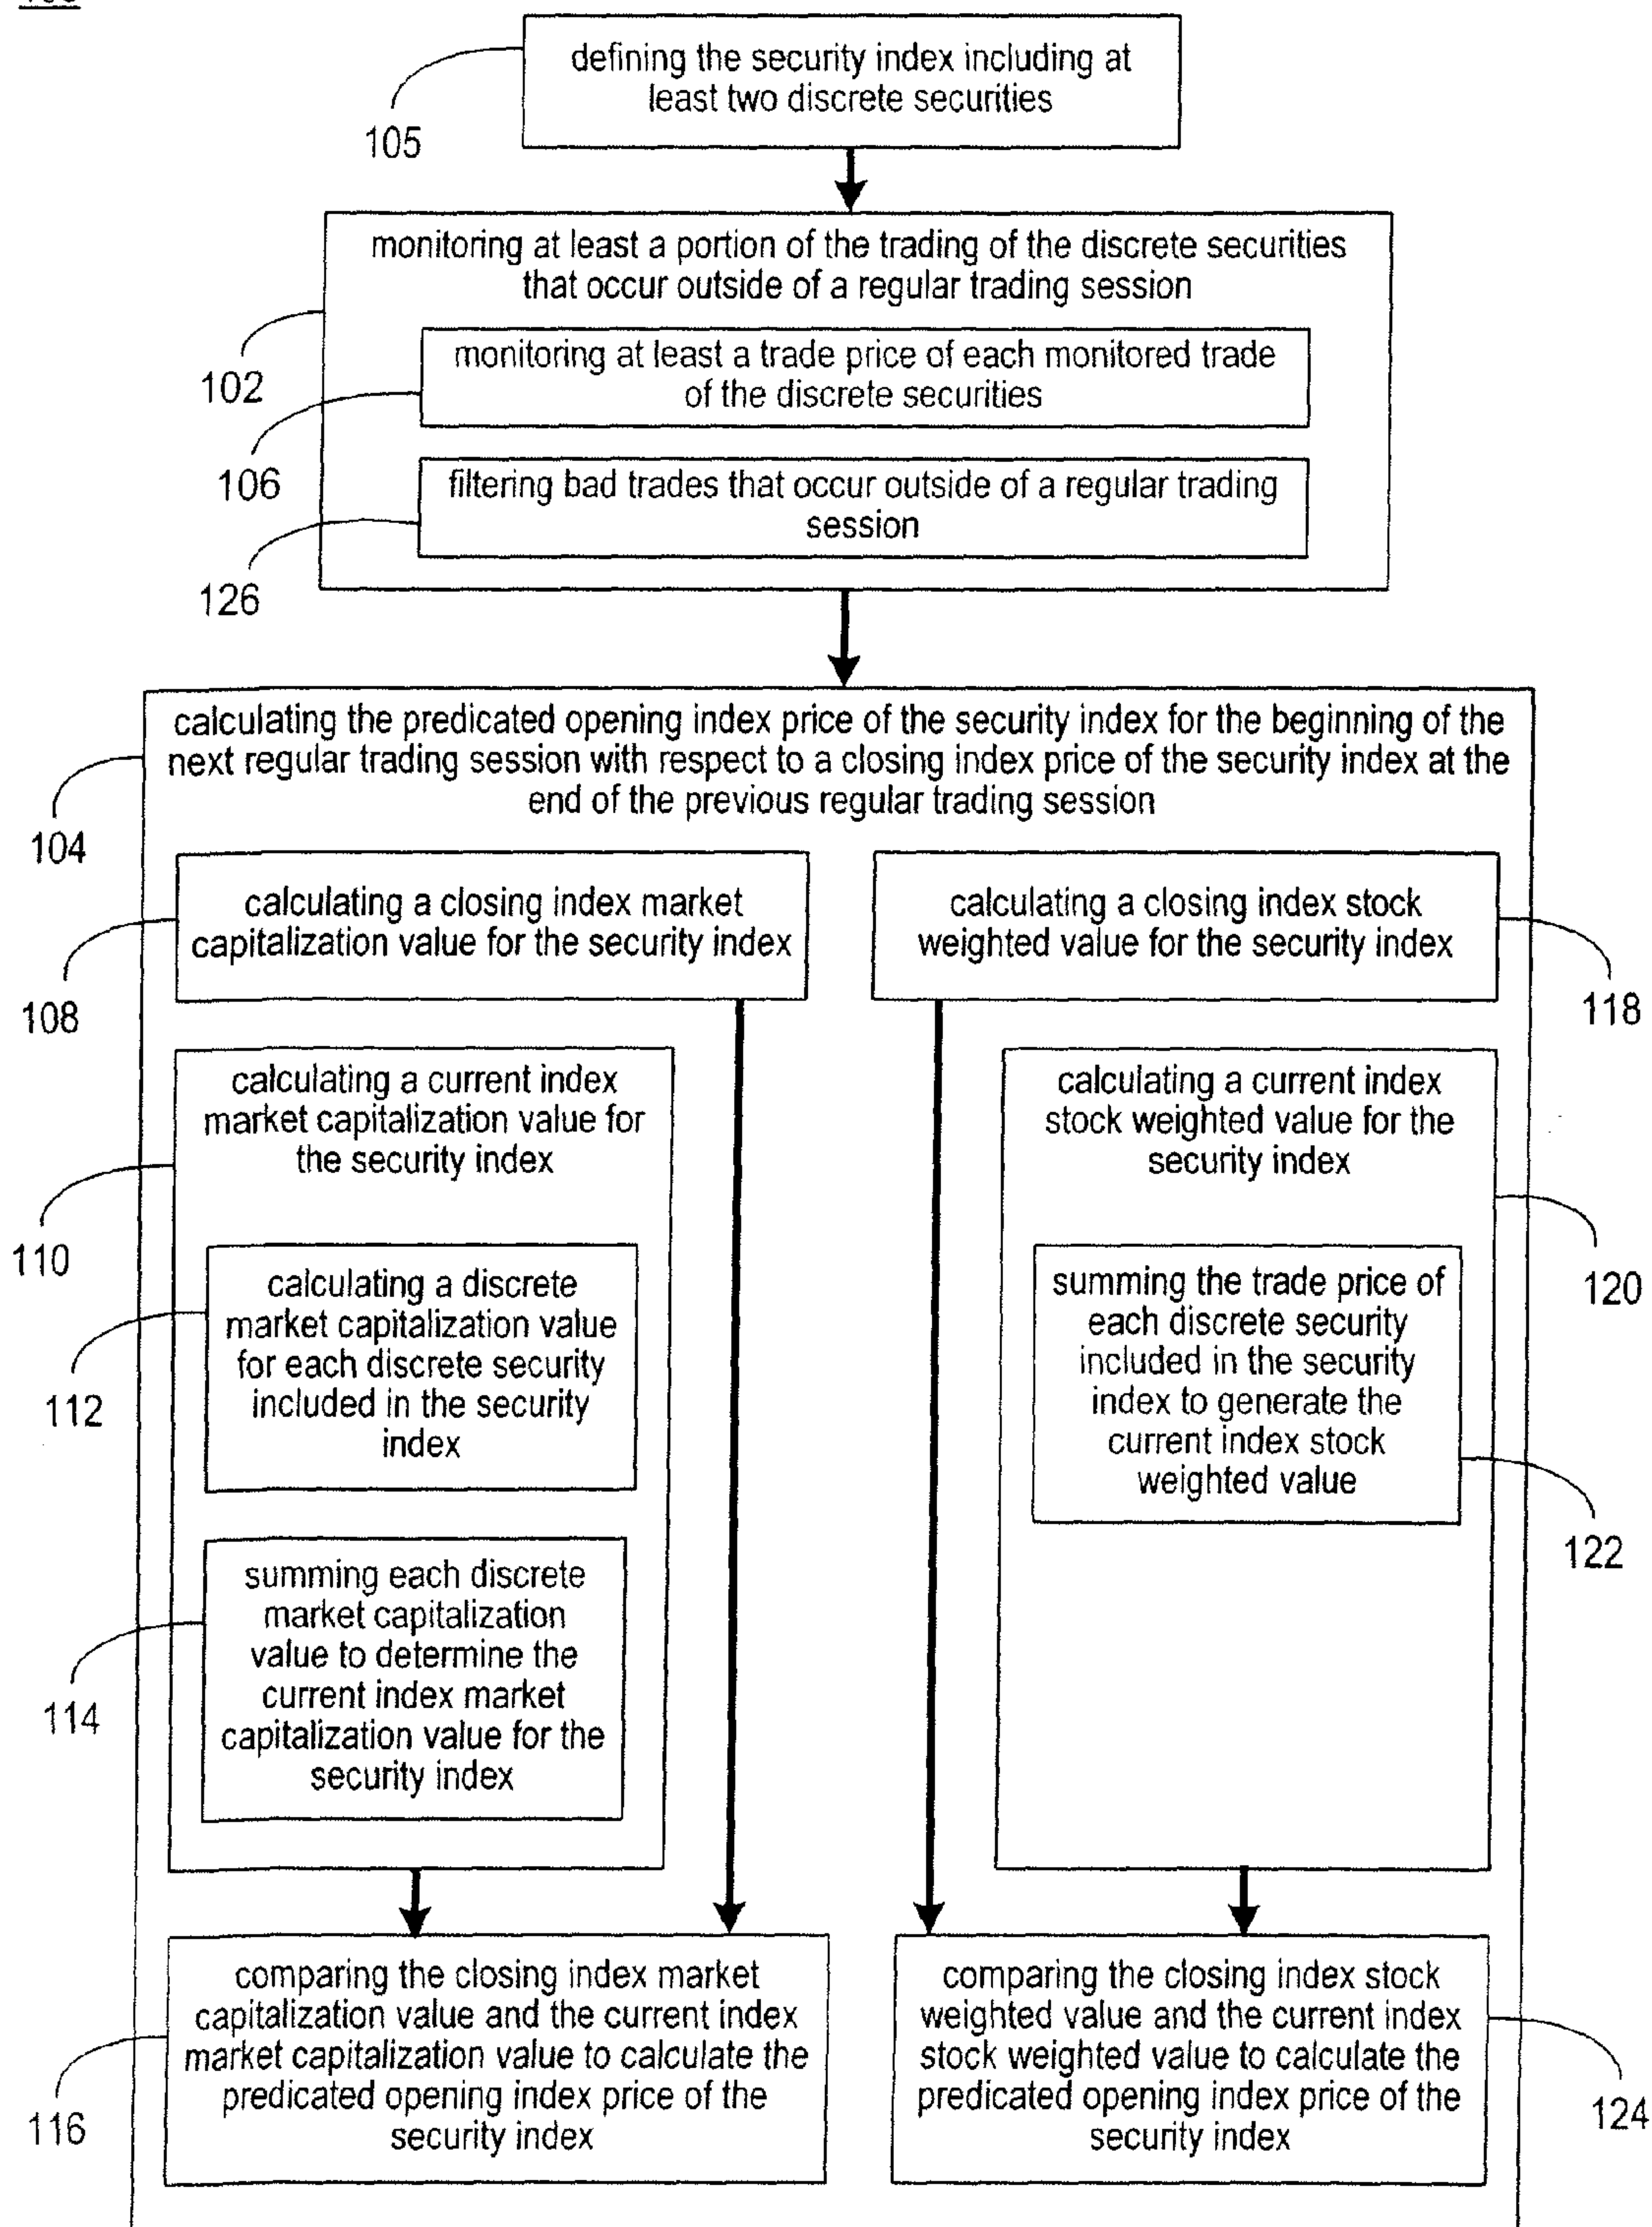 defining the security index including at
least two discrete securities
105
monitoring at least a portion of the trading of the discrete securities
that occur outside of a regular trading session
102
monitoring at least a trade price of each monitored trade
of the discrete securities
106
filtering bad trades that occur outside of a regular trading
session
126
calculating the predicated opening index price of the security index for the beginning of the
next regular trading session with respect to a closing index price of the security index at the
end of the previous regular trading session
104
calculating a closing index market
capitalization value for the security index
108
calculating a closing index stock
weighted value for the security index
118
calculating a current index
market capitalization value for
the security index
110
calculating a discrete
market capitalization value
for each discrete security
included in the security
index
112
summing each discrete
market capitalization
value to determine the
current index market
capitalization value for the
security index
114
calculating a current index
stock weighted value for the
security index
120
summing the trade price of
each discrete security
included in the security
index to generate the
current index stock
weighted value
122
comparing the closing index market
capitalization value and the current index
market capitalization value to calculate the
predicated opening index price of the
security index
116
comparing the closing index stock
weighted value and the current index
stock weighted value to calculate the
predicated opening index price of the
security index
124